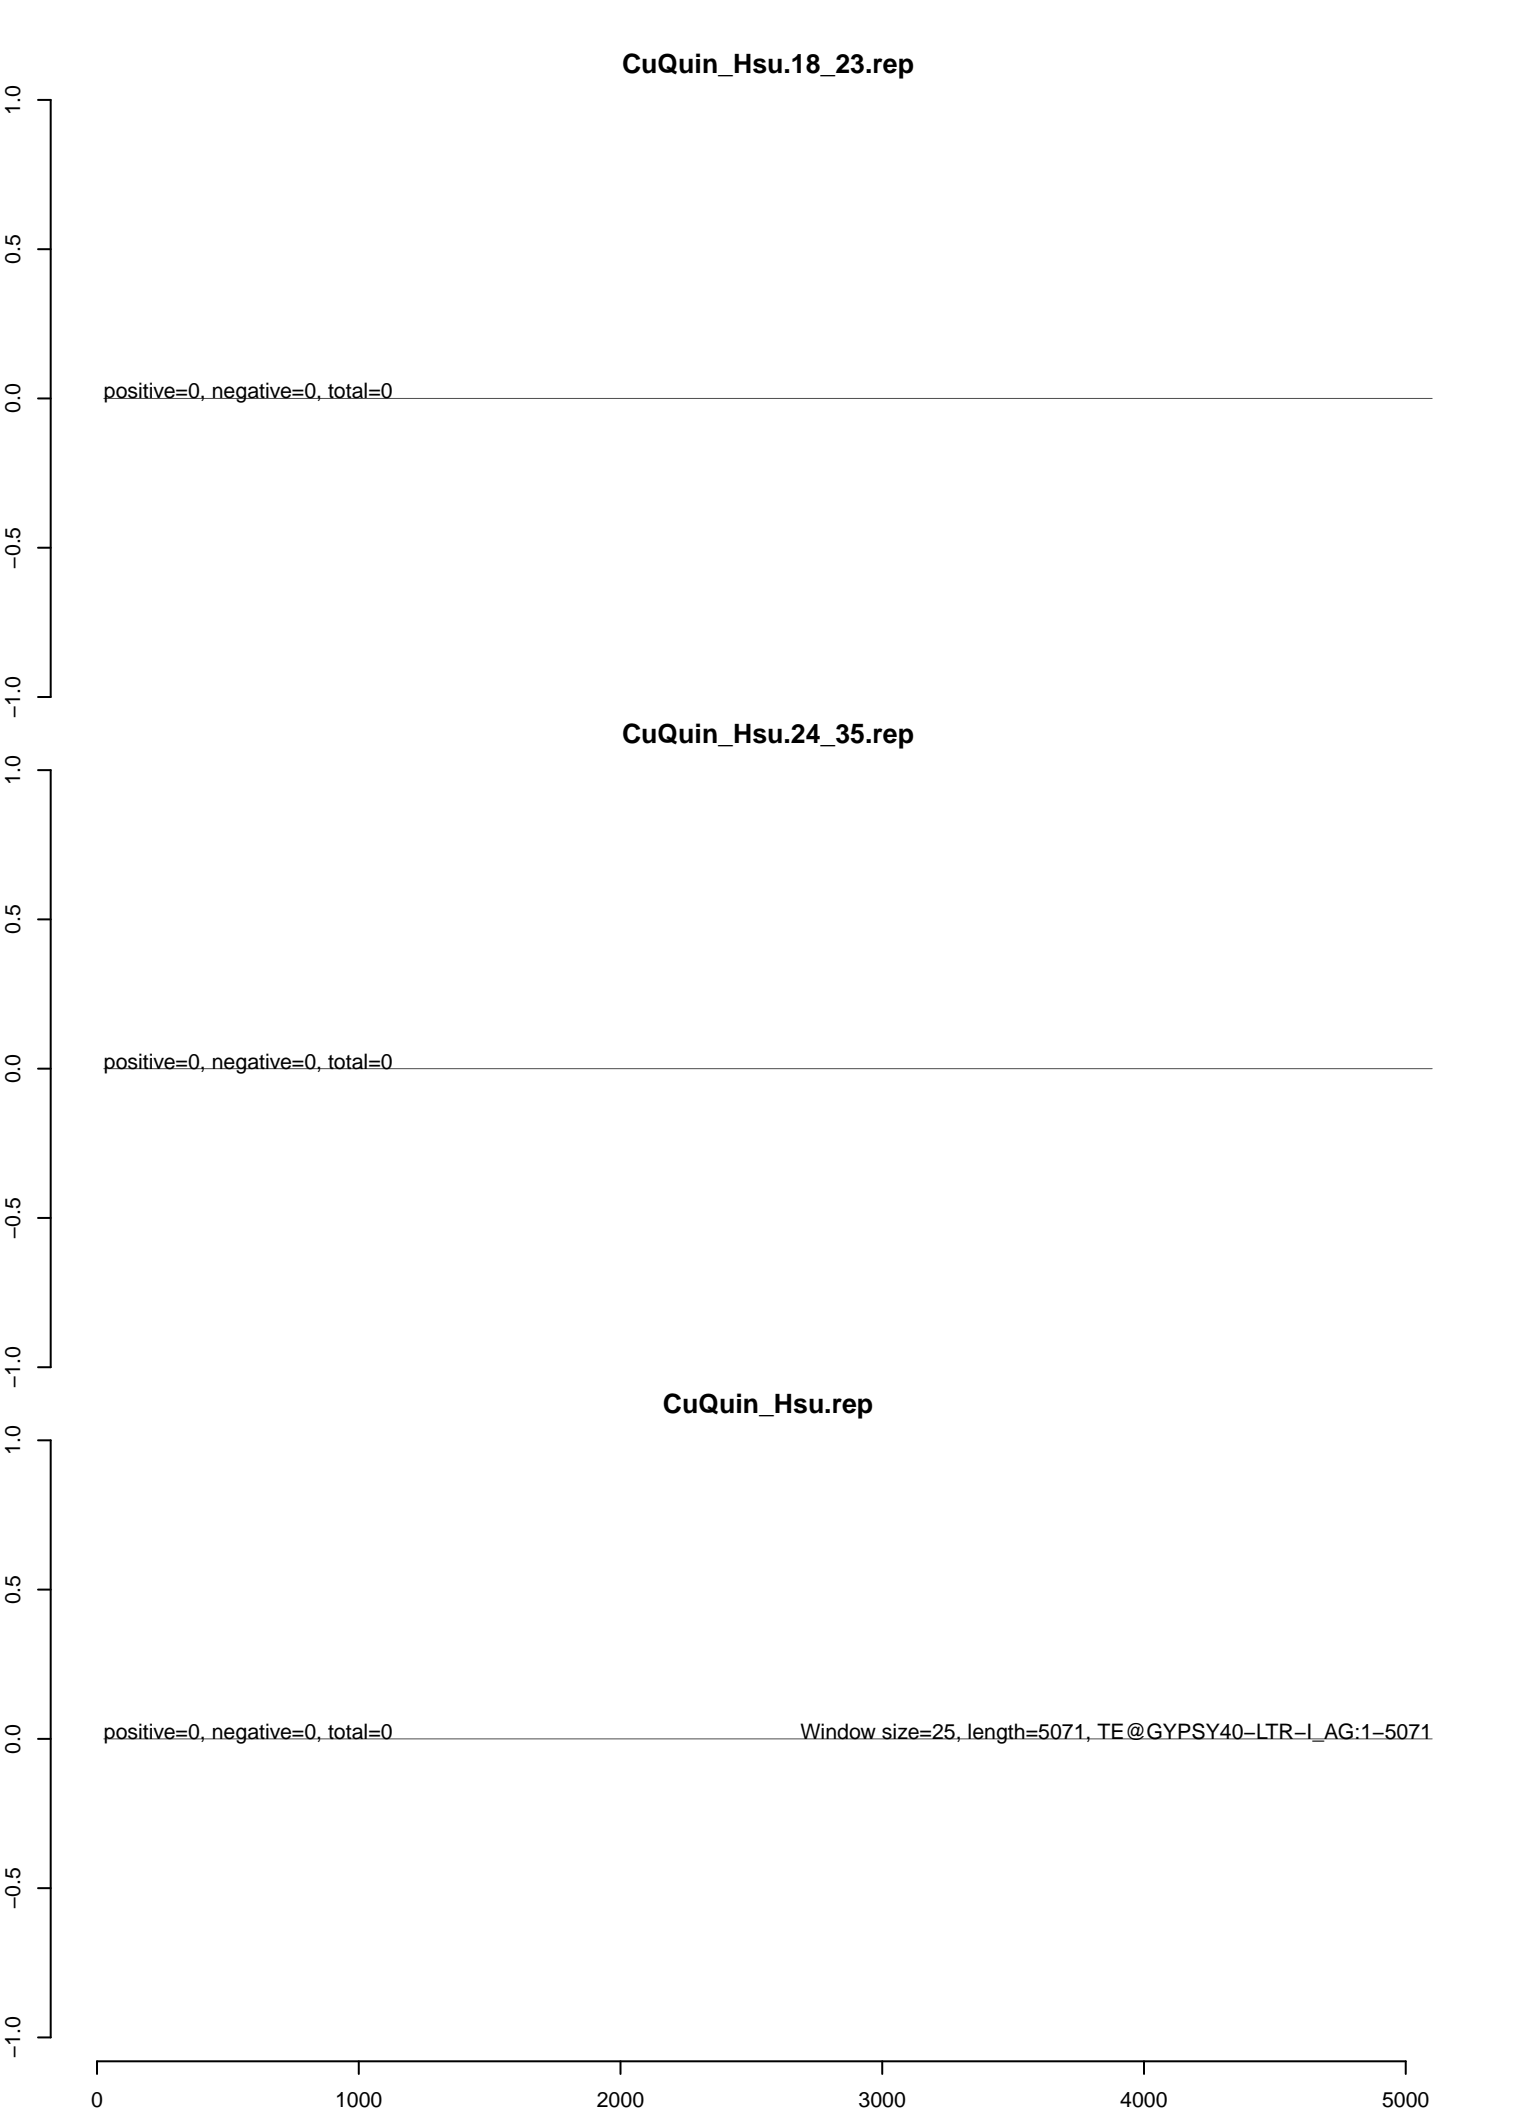 CuQuin_Hsu.18_23.rep
1.0
0.5
0.0
−0.5
−1.0
positive=0, negative=0, total=0
CuQuin_Hsu.24_35.rep
1.0
0.5
0.0
−0.5
−1.0
positive=0, negative=0, total=0
CuQuin_Hsu.rep
1.0
0.5
0.0
−0.5
−1.0
positive=0, negative=0, total=0
Window size=25, length=5071, TE@GYPSY40−LTR−I_AG:1−5071
0 1000 2000 3000 4000 5000